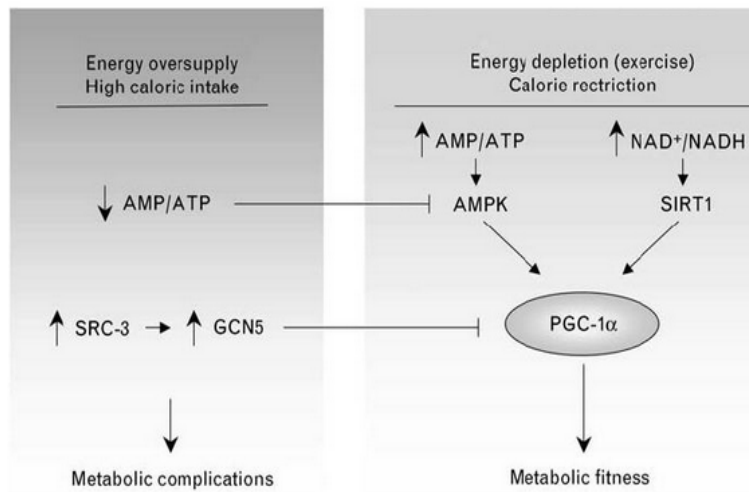 Energy oversupply
High caloric intake
AMP/ATP
SRC-3
GCN5
Metabolic complications
Energy depletion (exercise)
Calorie rectriction
AMP/ATP
NAD+/NADH
AMPK
SIRT1
PGC-1α
Metabolic fitness